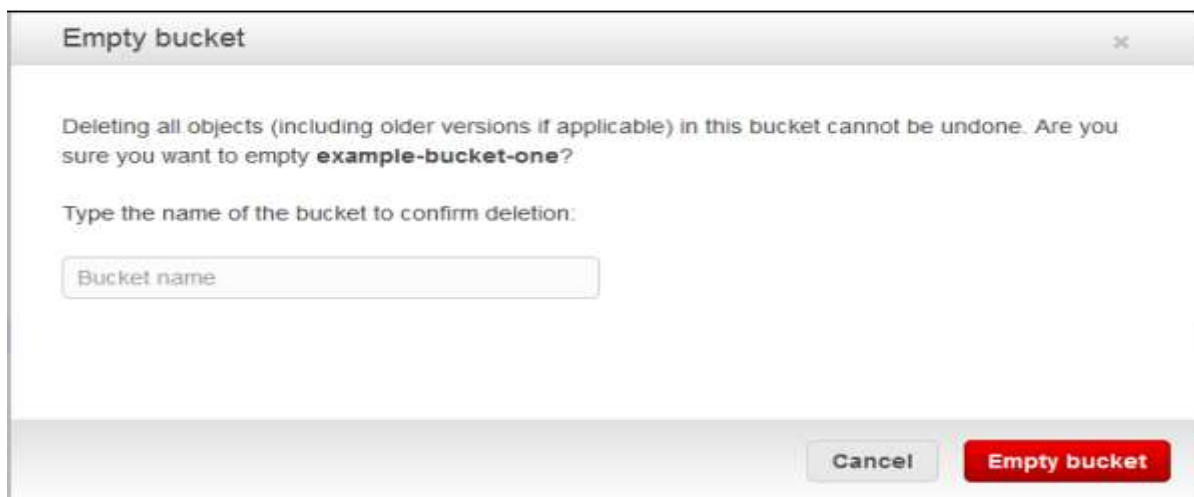 Empty bucket
×
Deleting all objects (including older versions if applicable) in this bucket cannot be undone. Are you
sure you want to empty example-bucket-one?
Type the name of the bucket to confirm deletion:
Bucket name
Cancel Empty bucket